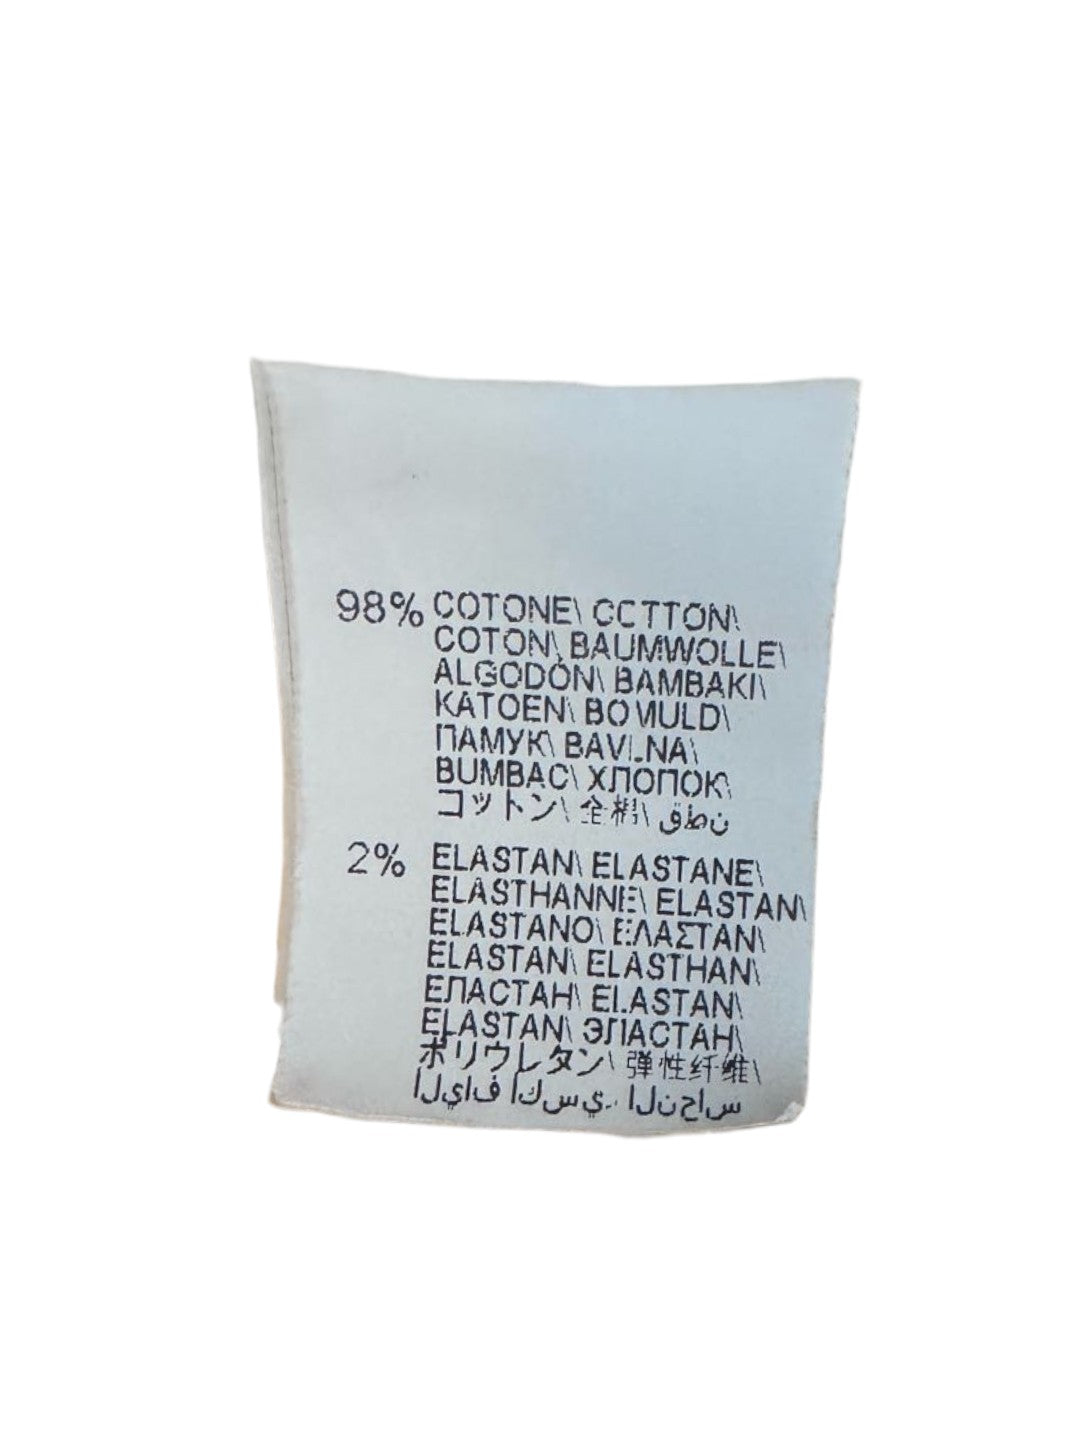 98% COTONE\ COTTON\
COTON\ BAUMWOLLE\
ALGODÓN\ BAMBAKI\
KATOEN\ BOMULD\
ПАМУК\ BAVLNA\
BUMBAC\ ХЛОПОК\
コットン\ 全棉\ قطن
2% ELASTAN\ ELASTANE\
ELASTHANNE\ ELASTAN\
ELASTANO\ ΕΛΑΣΤΑΝ\
ELASTAN\ ELASTHAN\
ЕЛАСТАН\ ELASTAN\
ELASTAN\ ЭЛАСТАН\
ポリウレタン\ 弹性纤维\